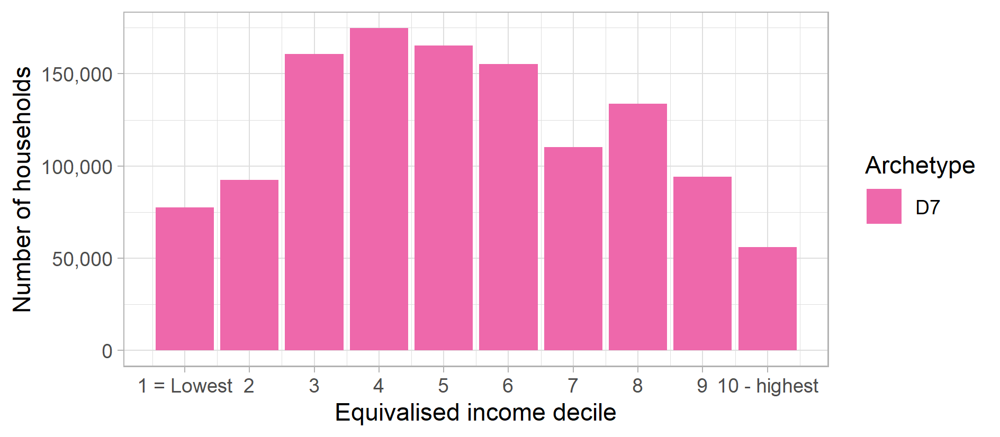 Number of households
150,000
100,000
50,000
0
1 = Lowest 2 3 4 5 6 7 8 9 10 - highest
Equivalised income decile
Archetype
D7